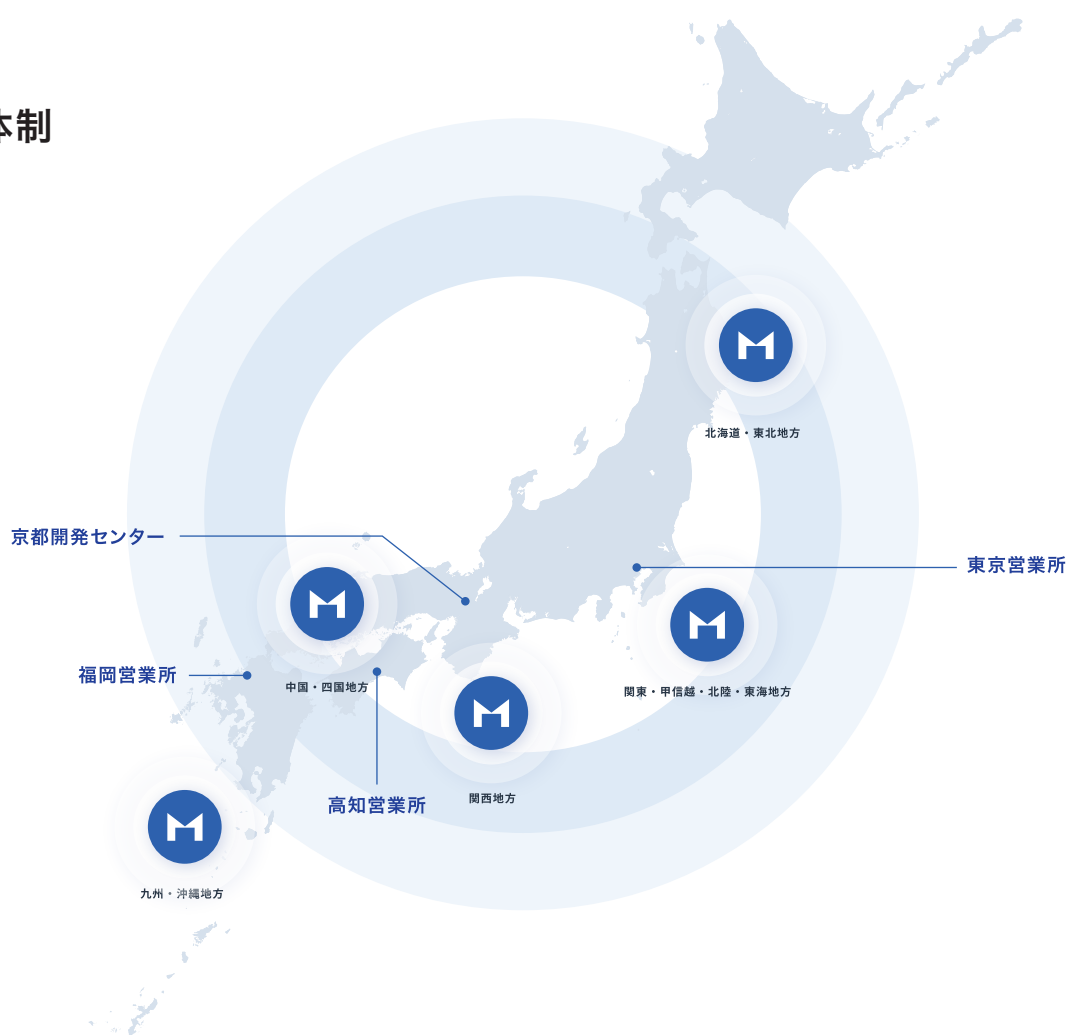 体制
北海道・東北地方
京都開発センター
東京営業所
福岡営業所
中国・四国地方
関東・甲信越・北陸・東海地方
高知営業所
関西地方
九州・沖縄地方